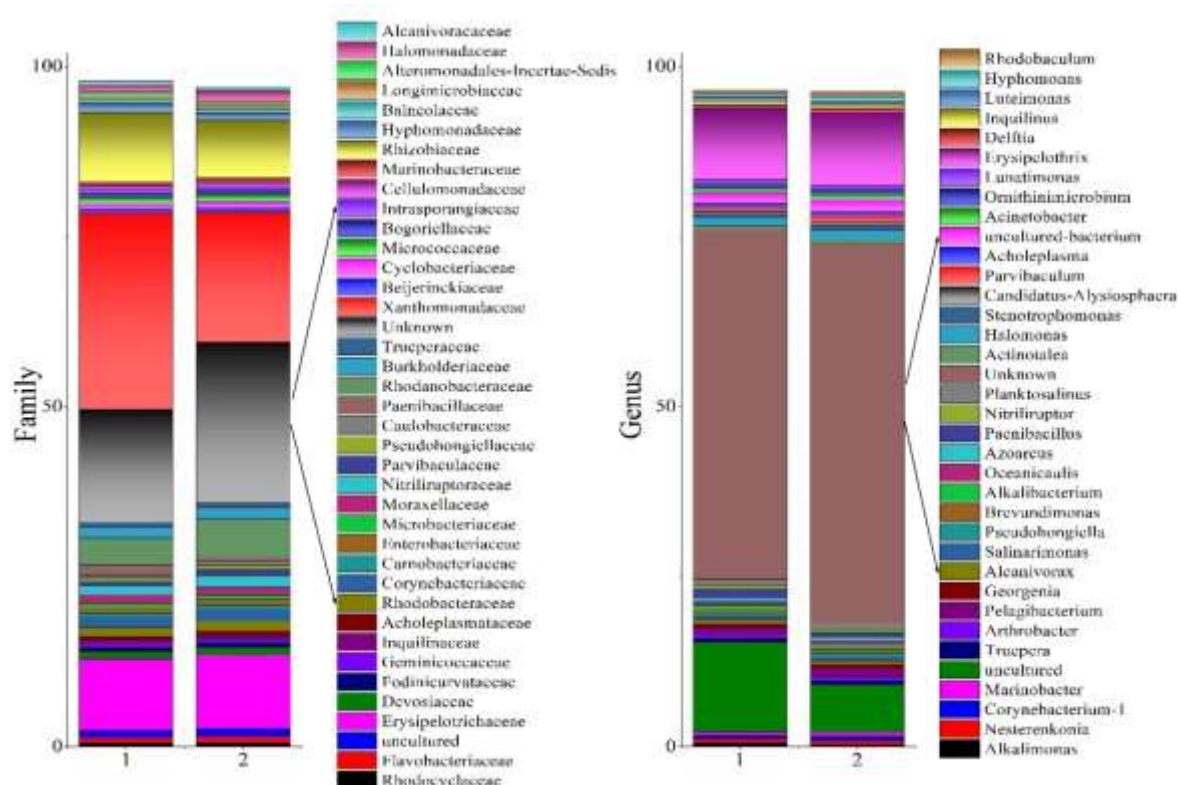 Family
100
50
0
1
2
Alcanivoracaceae
Halomonadaceae
Alteromonadales-Incertae-Sedis
Longimicrobiaceae
Balneolaceae
Hyphomonadaceae
Rhizobiaceae
Marinobacteraceae
Cellulomonadaceae
Intrasporangiaceae
Bogoriellaceae
Micrococcaceae
Cyclobacteriaceae
Beijerinckiaceae
Xanthomonadaceae
Unknown
Trueperaceae
Burkholderiaceae
Rhodanobacteraceae
Paenibacillaceae
Caulobacteraceae
Pseudohongiellaceae
Parvibaculaceae
Nitriliruptoraceae
Moraxellaceae
Microbacteriaceae
Enterobacteriaceae
Carnobacteriaceae
Corynebacteriaceae
Rhodobacteraceae
Acholeplasmataceae
Inquilinaceae
Geminicoccaceae
Fodinicurvataceae
Devosiaceae
Erysipelotrichaceae
uncultured
Flavobacteriaceae
Rhodocyclaceae
Genus
100
50
0
1
2
Rhodobaculum
Hyphomonas
Luteimonas
Inquilinus
Delftia
Erysipelothrix
Lunatimonas
Ornithinimicrobium
Acinetobacter
uncultured-bacterium
Acholeplasma
Parvibaculum
Candidatus-Alysiosphaera
Stenotrophomonas
Halomonas
Actinotalea
Unknown
Planktosalinus
Nitriliruptor
Paenibacillus
Azoarcus
Oceanicaulis
Alkalibacterium
Brevundimonas
Pseudohongiella
Salinarimonas
Alcanivorax
Georgenia
Pelagibacterium
Arthrobacter
Truepera
uncultured
Marinobacter
Corynebacterium-1
Nesterenkonia
Alkalimonas